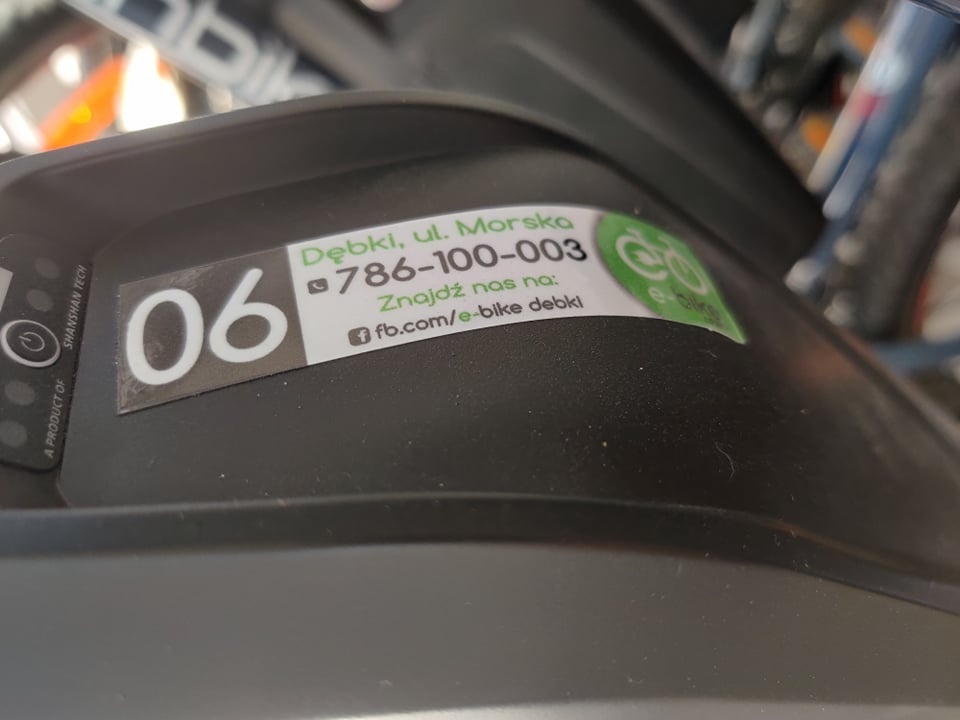 06
Dębki, ul. Morska
786-100-003
Znajdź nas na:
fb.com/e-bike debki
e-bike
A PRODUCT OF SHANSHAN TECH